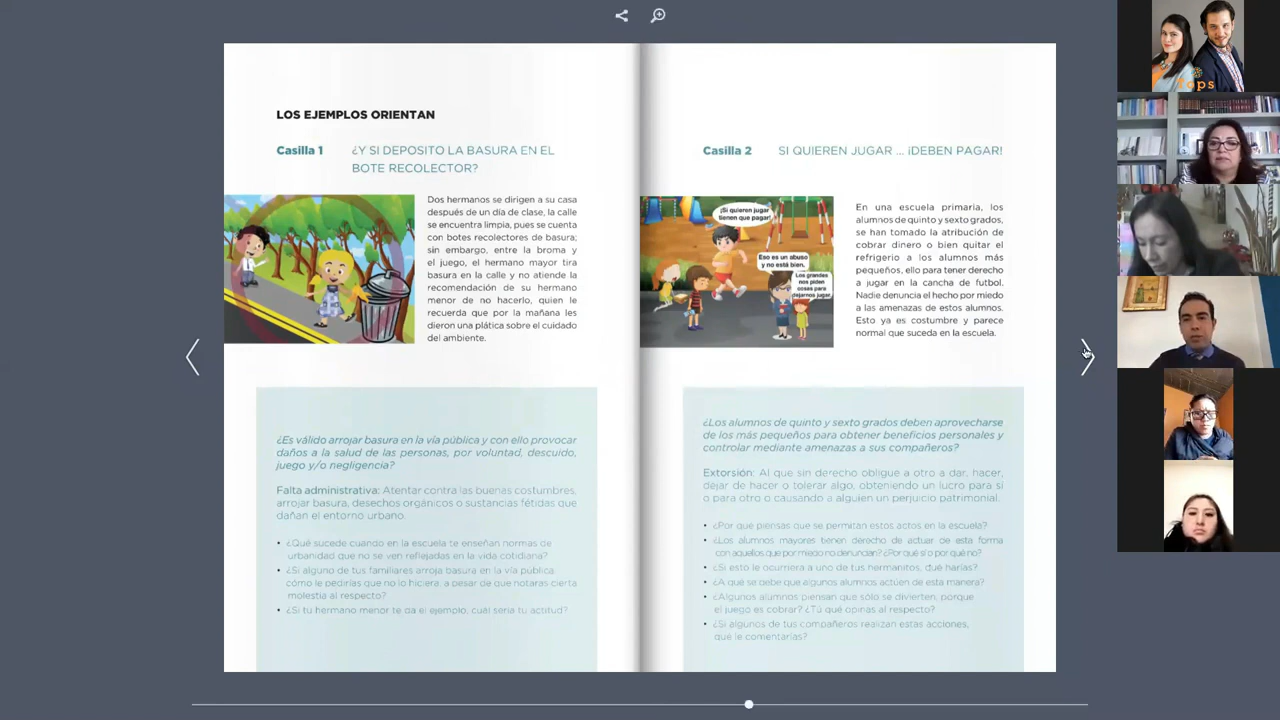 LOS EJEMPLOS ORIENTAN
Casilla 1 ¿Y SI DEPOSITO LA BASURA EN EL
BOTE RECOLECTOR?
Dos hermanos se dirigen a su casa
después de un día de clase, la calle
se encuentra limpia, pues se cuenta
con botes recolectores de basura;
sin embargo, entre la broma y
el juego, el hermano mayor tira
basura en la calle y no atiende la
recomendación de su hermano
menor de no hacerlo, quien le
recuerda que por la mañana les
dieron una plática sobre el cuidado
del ambiente.
¿Es válido arrojar basura en la vía pública y con ello provocar
daños a la salud de las personas, por voluntad, descuido,
juego y/o negligencia?
Falta administrativa: Atentar contra las buenas costumbres,
arrojar basura, desechos orgánicos o sustancias fétidas que
dañan el entorno urbano.
• ¿Qué sucede cuando en la escuela te enseñan normas de
urbanidad que no se ven reflejadas en la vida cotidiana?
• ¿Si alguno de tus familiares arroja basura en la vía pública,
cómo le pedirías que no lo hiciera, a pesar de que notaras cierta
molestia al respecto?
• ¿Si tu hermano menor te da el ejemplo, cuál sería tu actitud?
Casilla 2 SI QUIEREN JUGAR ... ¡DEBEN PAGAR!
¡Si quieren jugar
tienen que pagar!
Eso es un abuso
y no está bien.
Los grandes
nos piden
cosas para
dejarnos jugar.
En una escuela primaria, los
alumnos de quinto y sexto grados,
se han tomado la atribución de
cobrar dinero o bien quitar el
refrigerio a los alumnos más
pequeños, ello para tener derecho
a jugar en la cancha de futbol.
Nadie denuncia el hecho por miedo
a las amenazas de estos alumnos.
Esto ya es costumbre y parece
normal que suceda en la escuela.
¿Los alumnos de quinto y sexto grados deben aprovecharse
de los más pequeños para obtener beneficios personales y
controlar mediante amenazas a sus compañeros?
Extorsión: Al que sin derecho obligue a otro a dar, hacer,
dejar de hacer o tolerar algo, obteniendo un lucro para sí
o para otro o causando a alguien un perjuicio patrimonial.
• ¿Por qué piensas que se permitan estos actos en la escuela?
• ¿Los alumnos mayores tienen derecho de actuar de esta forma
con aquellos que por miedo no denuncian? ¿Por qué sí o por qué no?
• ¿Si esto le ocurriera a uno de tus hermanitos, qué harías?
• ¿A qué se debe que algunos alumnos actúen de esta manera?
• ¿Algunos alumnos piensan que sólo se divierten, porque
el juego es cobrar? ¿Tú qué opinas al respecto?
• ¿Si algunos de tus compañeros realizan estas acciones,
qué le comentarías?